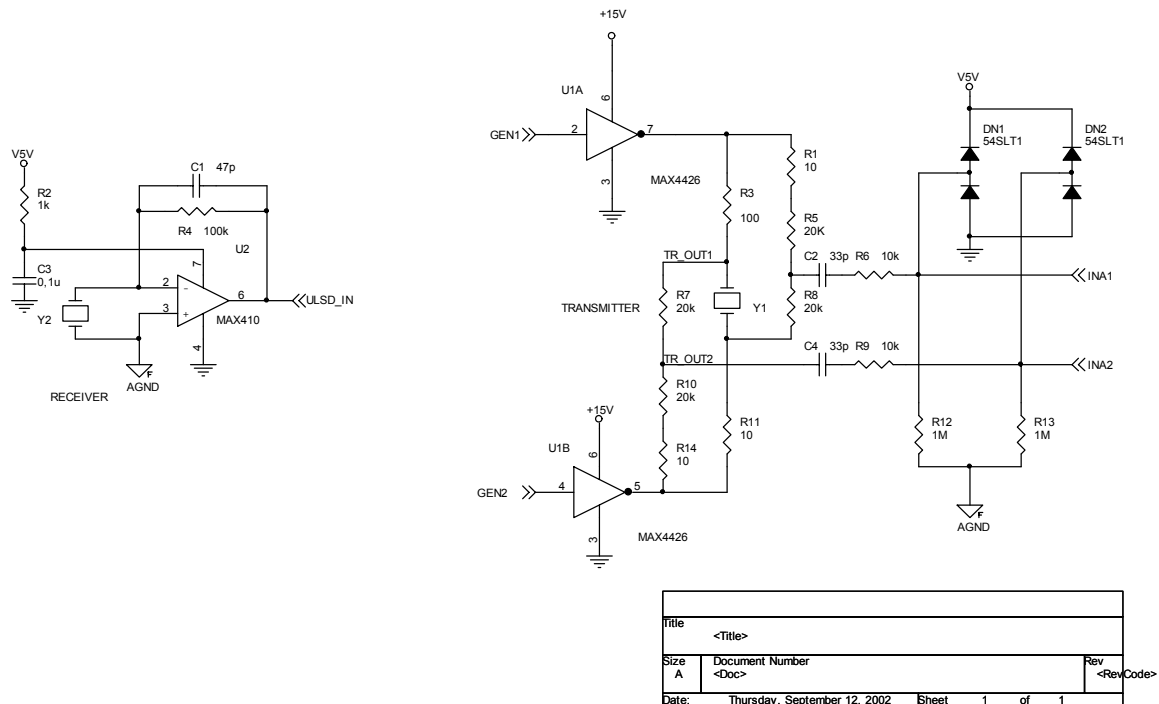 V5V
R2
1k
C3
0,1u
C1 47p
R4 100k
U2
7
2
3
6
4
MAX410
ULSD_IN
Y2
AGND
RECEIVER
+15V
U1A
6
GEN1
2
7
3
MAX4426
R1
10
R3
100
R5
20K
TR_OUT1
C2 33p R6 10k
R7
20k
TRANSMITTER
Y1
R8
20k
TR_OUT2
C4 33p R9 10k
R10
20k
R11
10
R14
10
+15V
U1B
6
GEN2
4
5
3
MAX4426
V5V
DN1
54SLT1
DN2
54SLT1
INA1
INA2
R12
1M
R13
1M
AGND
Title
<Title>
Size
A
Document Number
<Doc>
Rev
<RevCode>
Date: Thursday, September 12, 2002 Sheet 1 of 1